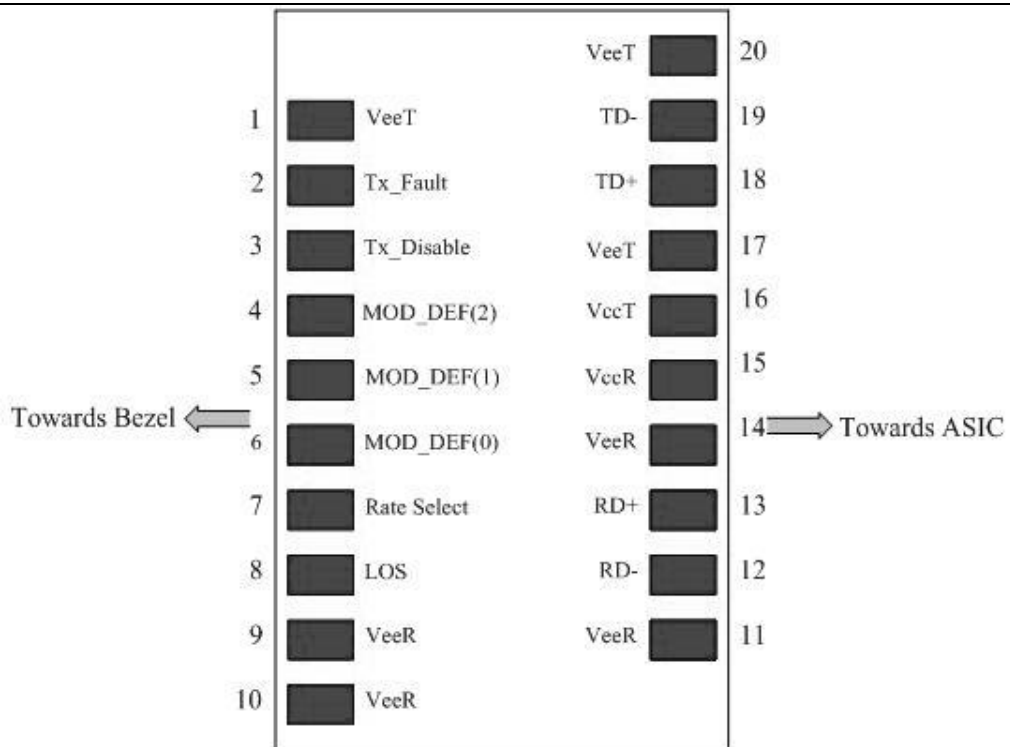 VeeT 20
1 VeeT TD- 19
2 Tx_Fault TD+ 18
3 Tx_Disable VeeT 17
4 MOD_DEF(2) VccT 16
5 MOD_DEF(1) VccR 15
Towards Bezel 6 MOD_DEF(0) VeeR 14 Towards ASIC
7 Rate Select RD+ 13
8 LOS RD- 12
9 VeeR VeeR 11
10 VeeR